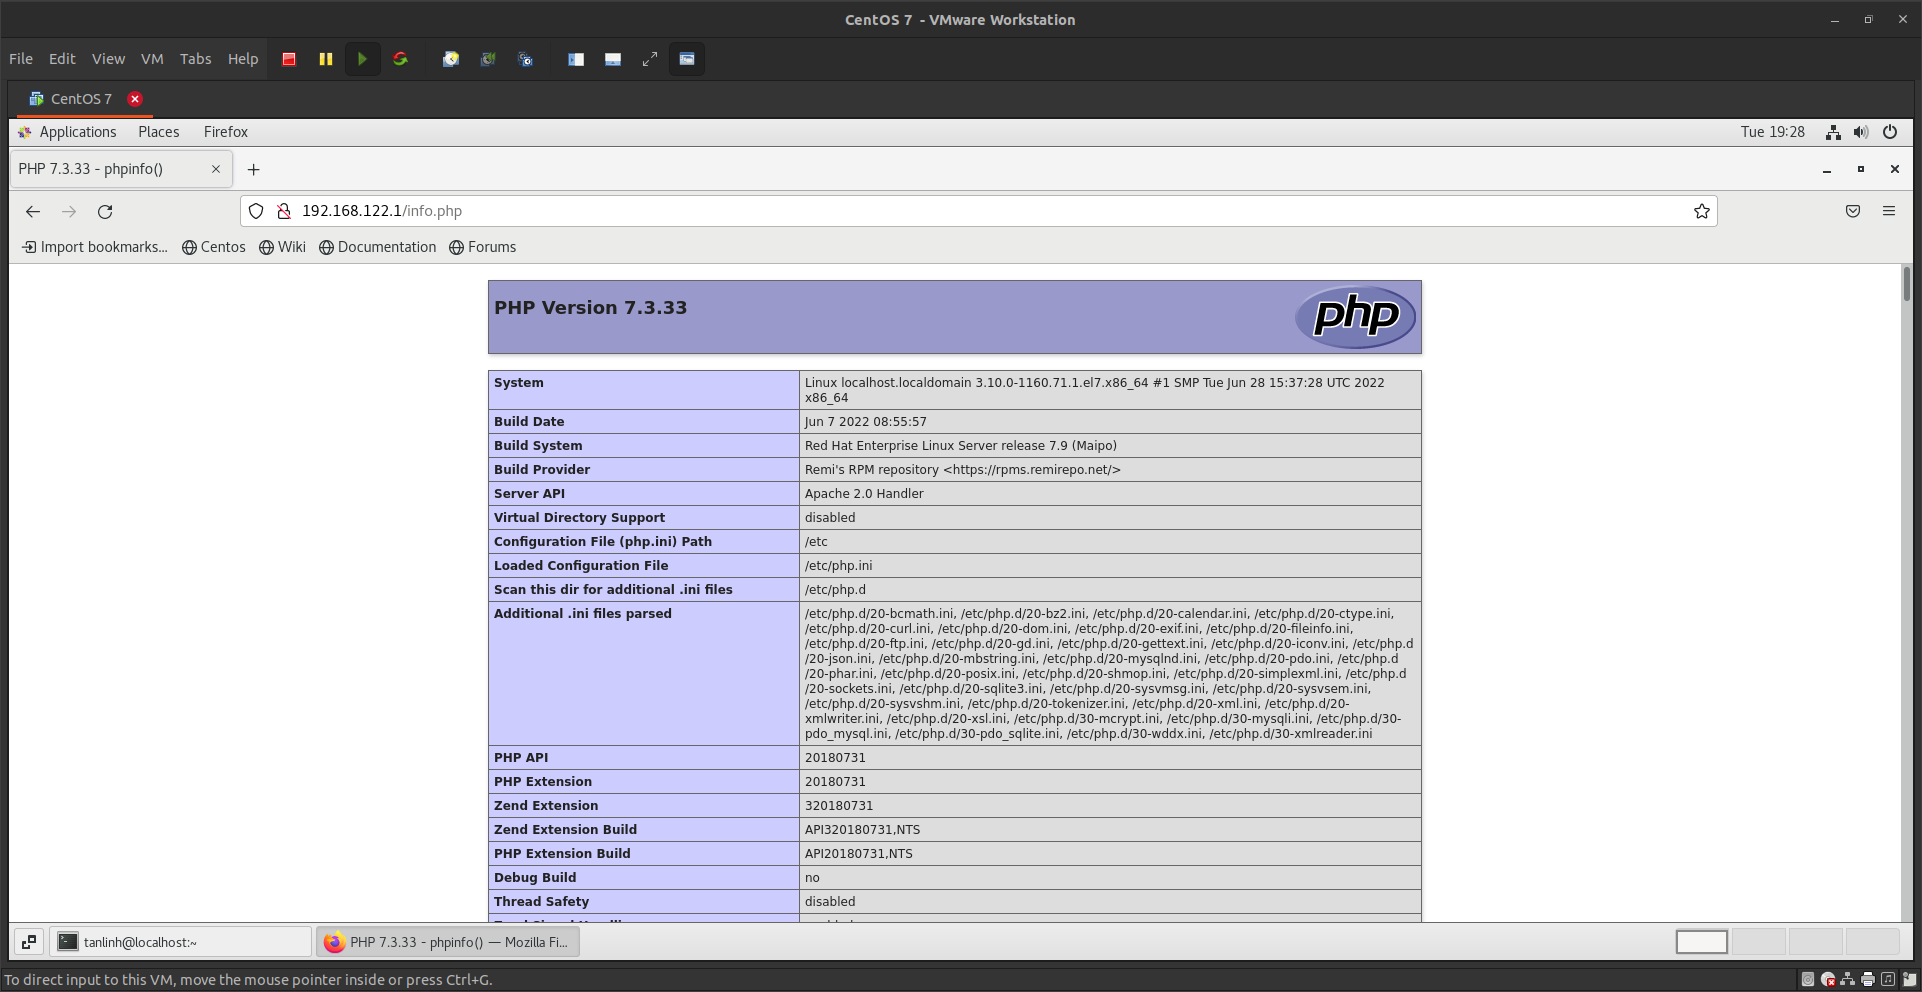 CentOS 7 - VMware Workstation
File Edit View VM Tabs Help
CentOS 7
Applications Places Firefox Tue 19:28
PHP 7.3.33 - phpinfo()
192.168.122.1/info.php
Import bookmarks... Centos Wiki Documentation Forums
PHP Version 7.3.33 php
System Linux localhost.localdomain 3.10.0-1160.71.1.el7.x86_64 #1 SMP Tue Jun 28 15:37:28 UTC 2022
x86_64
Build Date Jun 7 2022 08:55:57
Build System Red Hat Enterprise Linux Server release 7.9 (Maipo)
Build Provider Remi's RPM repository <https://rpms.remirepo.net/>
Server API Apache 2.0 Handler
Virtual Directory Support disabled
Configuration File (php.ini) Path /etc
Loaded Configuration File /etc/php.ini
Scan this dir for additional .ini files /etc/php.d
Additional .ini files parsed /etc/php.d/20-bcmath.ini, /etc/php.d/20-bz2.ini, /etc/php.d/20-calendar.ini, /etc/php.d/20-ctype.ini,
/etc/php.d/20-curl.ini, /etc/php.d/20-dom.ini, /etc/php.d/20-exif.ini, /etc/php.d/20-fileinfo.ini,
/etc/php.d/20-ftp.ini, /etc/php.d/20-gd.ini, /etc/php.d/20-gettext.ini, /etc/php.d/20-iconv.ini, /etc/php.d
/20-json.ini, /etc/php.d/20-mbstring.ini, /etc/php.d/20-mysqlnd.ini, /etc/php.d/20-pdo.ini, /etc/php.d
/20-phar.ini, /etc/php.d/20-posix.ini, /etc/php.d/20-shmop.ini, /etc/php.d/20-simplexml.ini, /etc/php.d
/20-sockets.ini, /etc/php.d/20-sqlite3.ini, /etc/php.d/20-sysvmsg.ini, /etc/php.d/20-sysvsem.ini,
/etc/php.d/20-sysvshm.ini, /etc/php.d/20-tokenizer.ini, /etc/php.d/20-xml.ini, /etc/php.d/20-
xmlwriter.ini, /etc/php.d/20-xsl.ini, /etc/php.d/30-mcrypt.ini, /etc/php.d/30-mysqli.ini, /etc/php.d/30-
pdo_mysql.ini, /etc/php.d/30-pdo_sqlite.ini, /etc/php.d/30-wddx.ini, /etc/php.d/30-xmlreader.ini
PHP API 20180731
PHP Extension 20180731
Zend Extension 320180731
Zend Extension Build API320180731,NTS
PHP Extension Build API20180731,NTS
Debug Build no
Thread Safety disabled
tanlinh@localhost:~ PHP 7.3.33 - phpinfo() — Mozilla Fi...
To direct input to this VM, move the mouse pointer inside or press Ctrl+G.